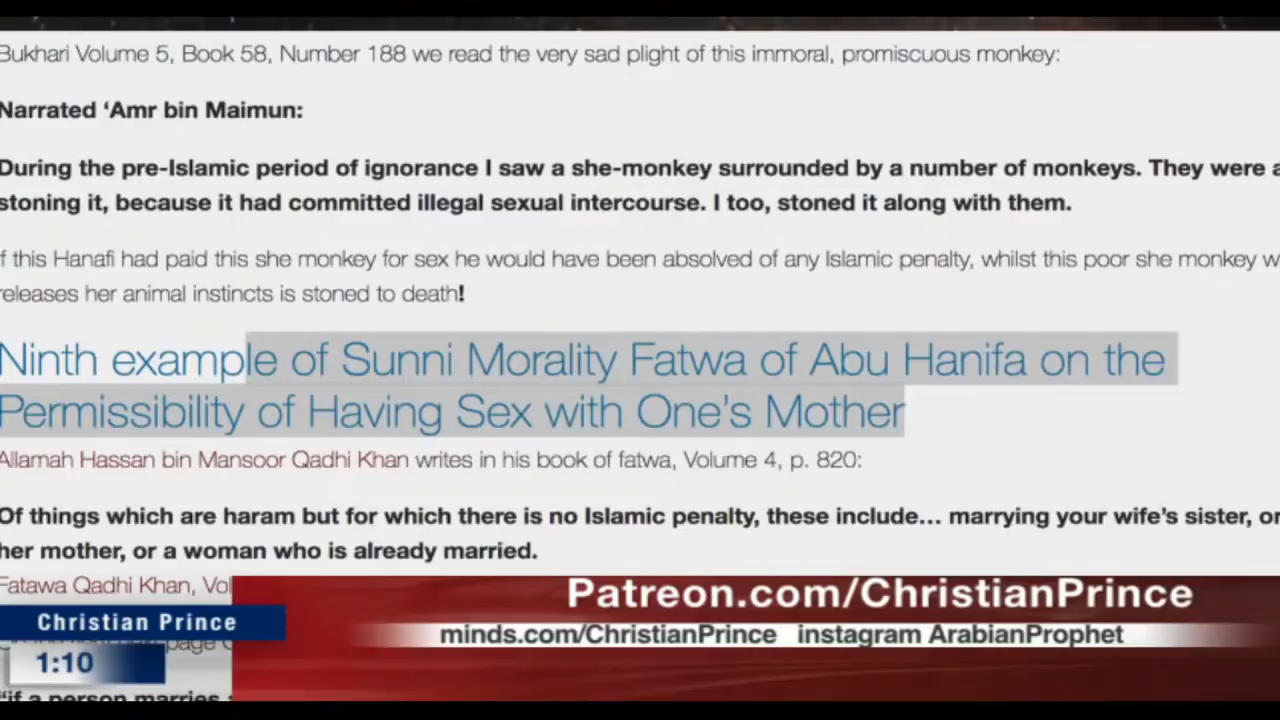 Bukhari Volume 5, Book 58, Number 188 we read the very sad plight of this immoral, promiscuous monkey:
Narrated ‘Amr bin Maimun:
During the pre-Islamic period of ignorance I saw a she-monkey surrounded by a number of monkeys. They were a
stoning it, because it had committed illegal sexual intercourse. I too, stoned it along with them.
f this Hanafi had paid this she monkey for sex he would have been absolved of any Islamic penalty, whilst this poor she monkey w
releases her animal instincts is stoned to death!
Ninth example of Sunni Morality Fatwa of Abu Hanifa on the
Permissibility of Having Sex with One’s Mother
Allamah Hassan bin Mansoor Qadhi Khan writes in his book of fatwa, Volume 4, p. 820:
Of things which are haram but for which there is no Islamic penalty, these include… marrying your wife’s sister, or
her mother, or a woman who is already married.
Fatawa Qadhi Khan, Vol
Patreon.com/ChristianPrince
Christian Prince
minds.com/ChristianPrince instagram ArabianProphet
page
1:10
“if a person marries